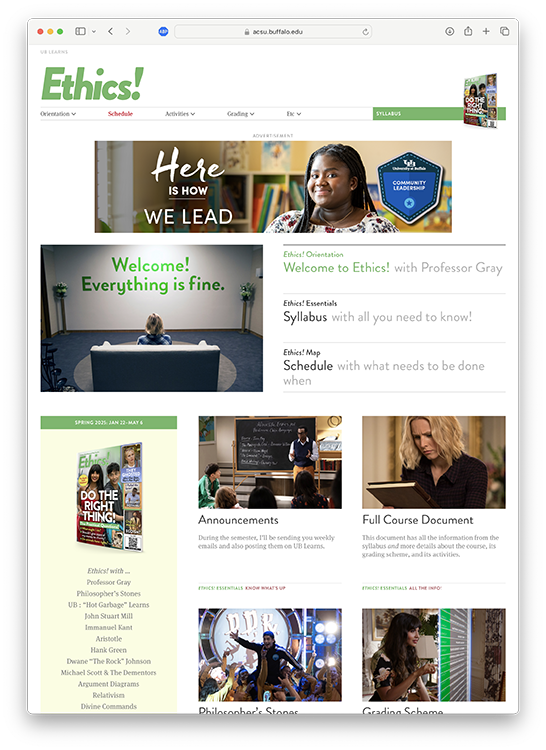 acsu.buffalo.edu
ABP
UB LEARNS
Ethics!
Orientation
Schedule
Activities
Grading
Etc
SYLLABUS
DO THE
RIGHT
THING!
ADVERTISEMENT
Here
IS HOW
WE LEAD
University at Buffalo
COMMUNITY
LEADERSHIP
Welcome!
Everything is fine.
Ethics! Orientation
Welcome to Ethics! with Professor Gray
Ethics! Essentials
Syllabus with all you need to know!
Ethics! Map
Schedule with what needs to be done
when
SPRING 2025: JAN 22-MAY 6
DO THE
RIGHT
THING!
Ethics! with ...
Professor Gray
Philosopher's Stones
UB : "Hot Garbage" Learns
John Stuart Mill
Immanuel Kant
Aristotle
Hank Green
Dwane "The Rock" Johnson
Michael Scott & The Dementors
Argument Diagrams
Relativism
Divine Commands
Announcements
During the semester, I'll be sending you weekly
emails and also posting them on UB Learns.
ETHICS! ESSENTIALS KNOW WHAT'S UP
Full Course Document
This document has all the information from the
syllabus and more details about the course, its
grading scheme, and its activities.
ETHICS! ESSENTIALS ALL THE INFO!
Philosopher's Stones
Grading Scheme